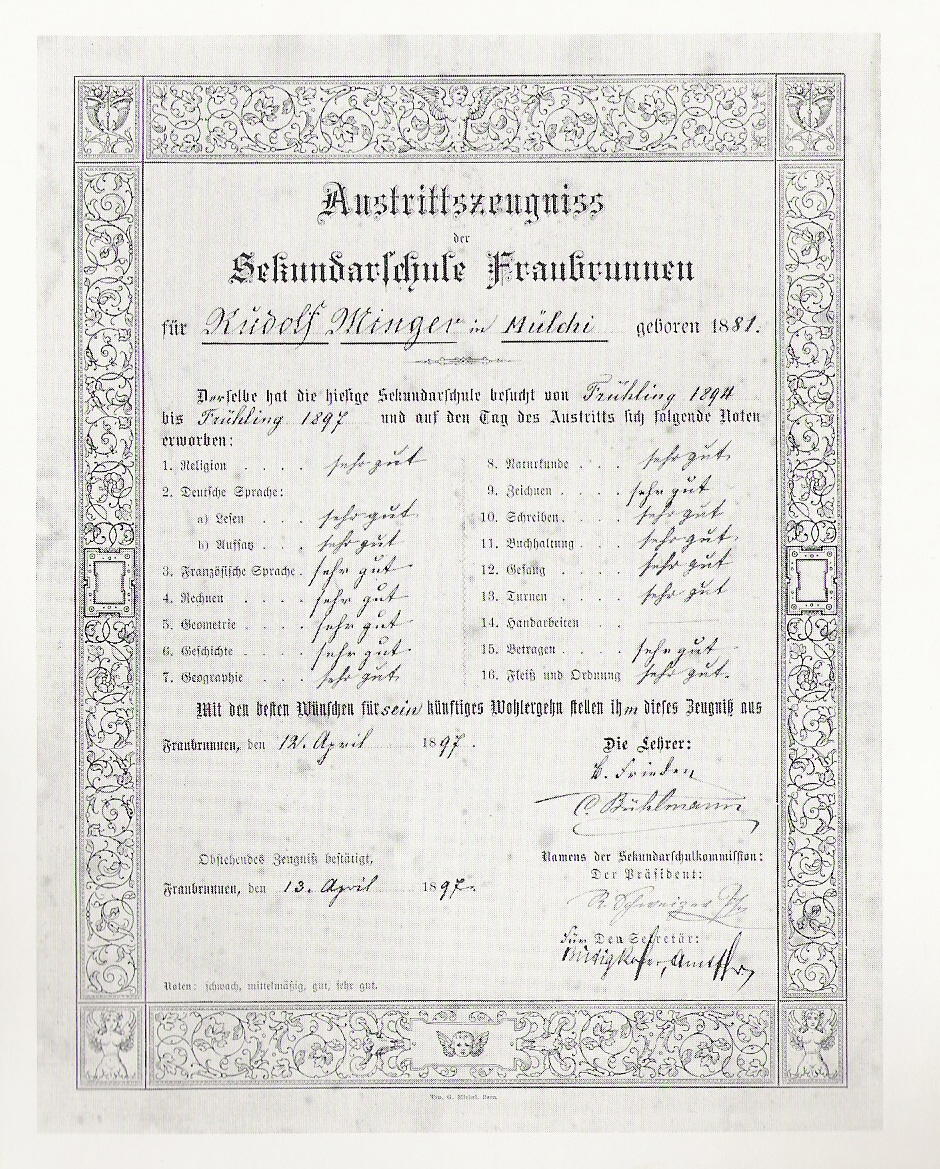 Austrittszeugniss
der
Sekundarschule Fraubrunnen
für Rudolf Minger in Mülchi geboren 1881.
Derselbe hat die hiesige Sekundarschule besucht von Frühling 1894
bis Frühling 1897 und auf den Tag des Austritts sich folgende Noten
erworben:
1. Religion . . . . sehr gut
2. Deutsche Sprache:
a) Lesen . . . sehr gut
b) Aufsatz . . . sehr gut
3. Französische Sprache . sehr gut
4. Rechnen . . . . sehr gut
5. Geometrie . . . . sehr gut
6. Geschichte . . . . sehr gut
7. Geographie . . . . sehr gut
8. Naturkunde . . . sehr gut
9. Zeichnen . . . . sehr gut
10. Schreiben . . . . sehr gut
11. Buchhaltung . . . sehr gut.
12. Gesang . . . . sehr gut
13. Turnen . . . . sehr gut
14. Handarbeiten . .
15. Betragen . . . . sehr gut
16. Fleiß und Ordnung sehr gut.
Mit den besten Wünschen für sein künftiges Wohlergehn stellen ihm dieses Zeugniß aus
Fraubrunnen, den 12. April 1897.
Die Lehrer:
B. Frieden
C. Bühlmann
Obstehendes Zeugniß bestätigt,
Fraubrunnen, den 13. April 1897.
Namens der Sekundarschulkommission:
Der Präsident:
R. Schweizer
Für Den Sekretär:
Noten: schwach, mittelmäßig, gut, sehr gut.